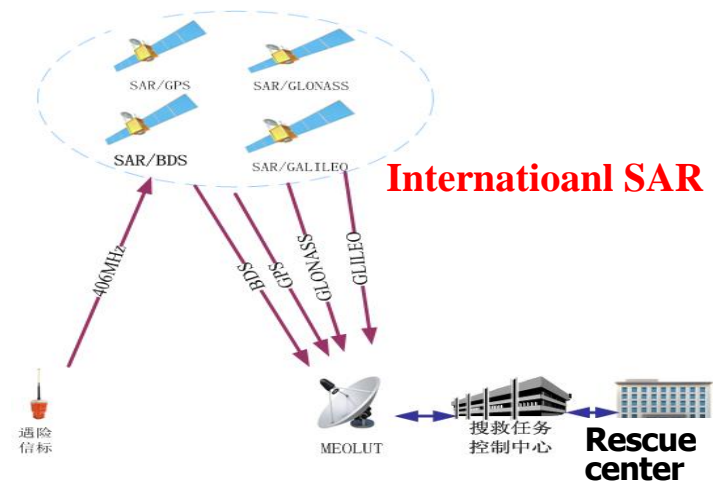 SAR/GPS
SAR/GLONASS
SAR/BDS
SAR/GALILEO
Internatioanl SAR
406MHz
BDS
GPS
GLONASS
GLILEO
遇险
信标
MEOLUT
搜救任务
控制中心
Rescue
center